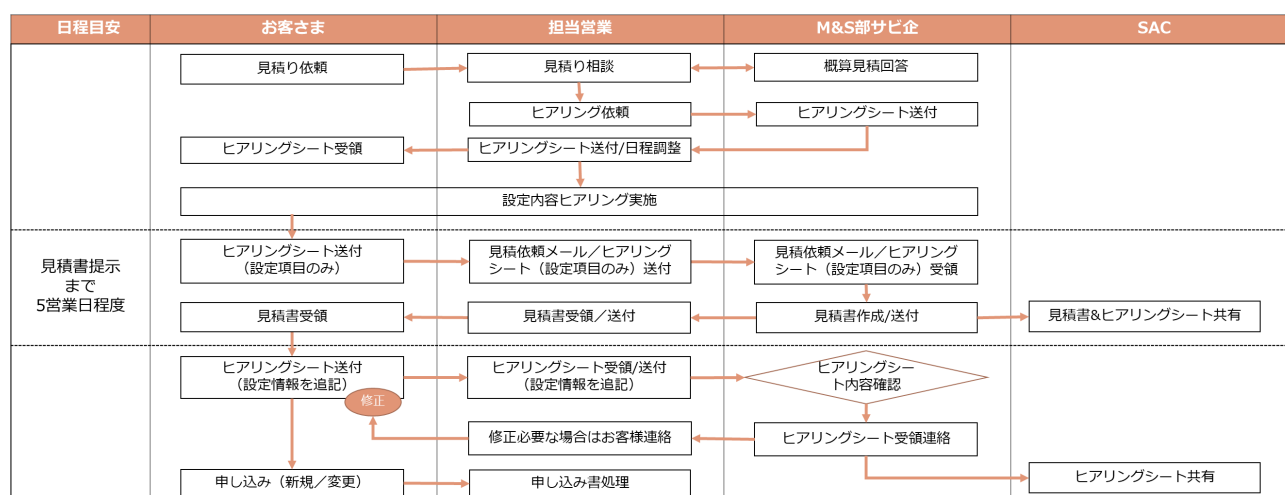 日程目安
お客さま
担当営業
M&S部サビ企
SAC
見積り依頼
見積り相談
概算見積回答
ヒアリング依頼
ヒアリングシート送付
ヒアリングシート受領
ヒアリングシート送付/日程調整
設定内容ヒアリング実施
見積書提示
まで
5営業日程度
ヒアリングシート送付
（設定項目のみ）
見積依頼メール／ヒアリング
シート（設定項目のみ）送付
見積依頼メール／ヒアリング
シート（設定項目のみ）受領
見積書受領
見積書受領／送付
見積書作成/送付
見積書&ヒアリングシート共有
ヒアリングシート送付
（設定情報を追記）
ヒアリングシート受領/送付
（設定情報を追記）
ヒアリングシー
ト内容確認
修正
修正必要な場合はお客様連絡
ヒアリングシート受領連絡
申し込み（新規／変更）
申し込み書処理
ヒアリングシート共有